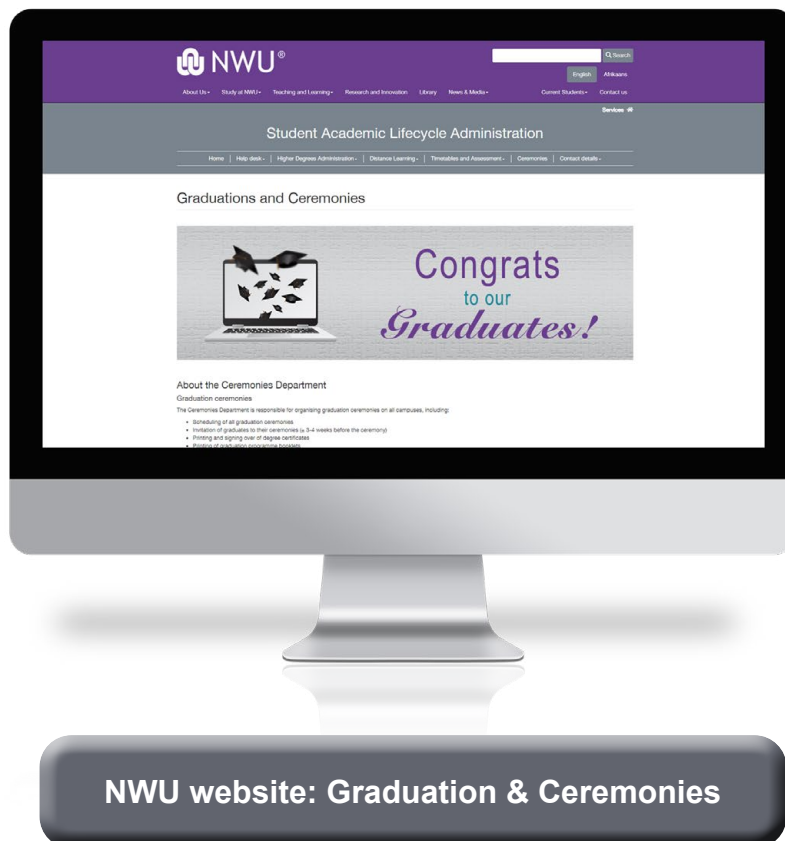 NWU®
Search
English Afrikaans
About Us Study at NWU Teaching and Learning Research and Innovation Library News & Media Current Students Contact us
Services
Student Academic Lifecycle Administration
Home | Help desk | Higher Degrees Administration | Distance Learning | Timetables and Assessment | Ceremonies | Contact details
Graduations and Ceremonies
Congrats
to our
Graduates!
About the Ceremonies Department
Graduation ceremonies
The Ceremonies Department is responsible for organising graduation ceremonies on all campuses, including:
• Scheduling of all graduation ceremonies
• Invitation of graduates to their ceremonies (± 3-4 weeks before the ceremony)
• Printing and signing over of degree certificates
• Printing of graduation programme booklets
NWU website: Graduation & Ceremonies